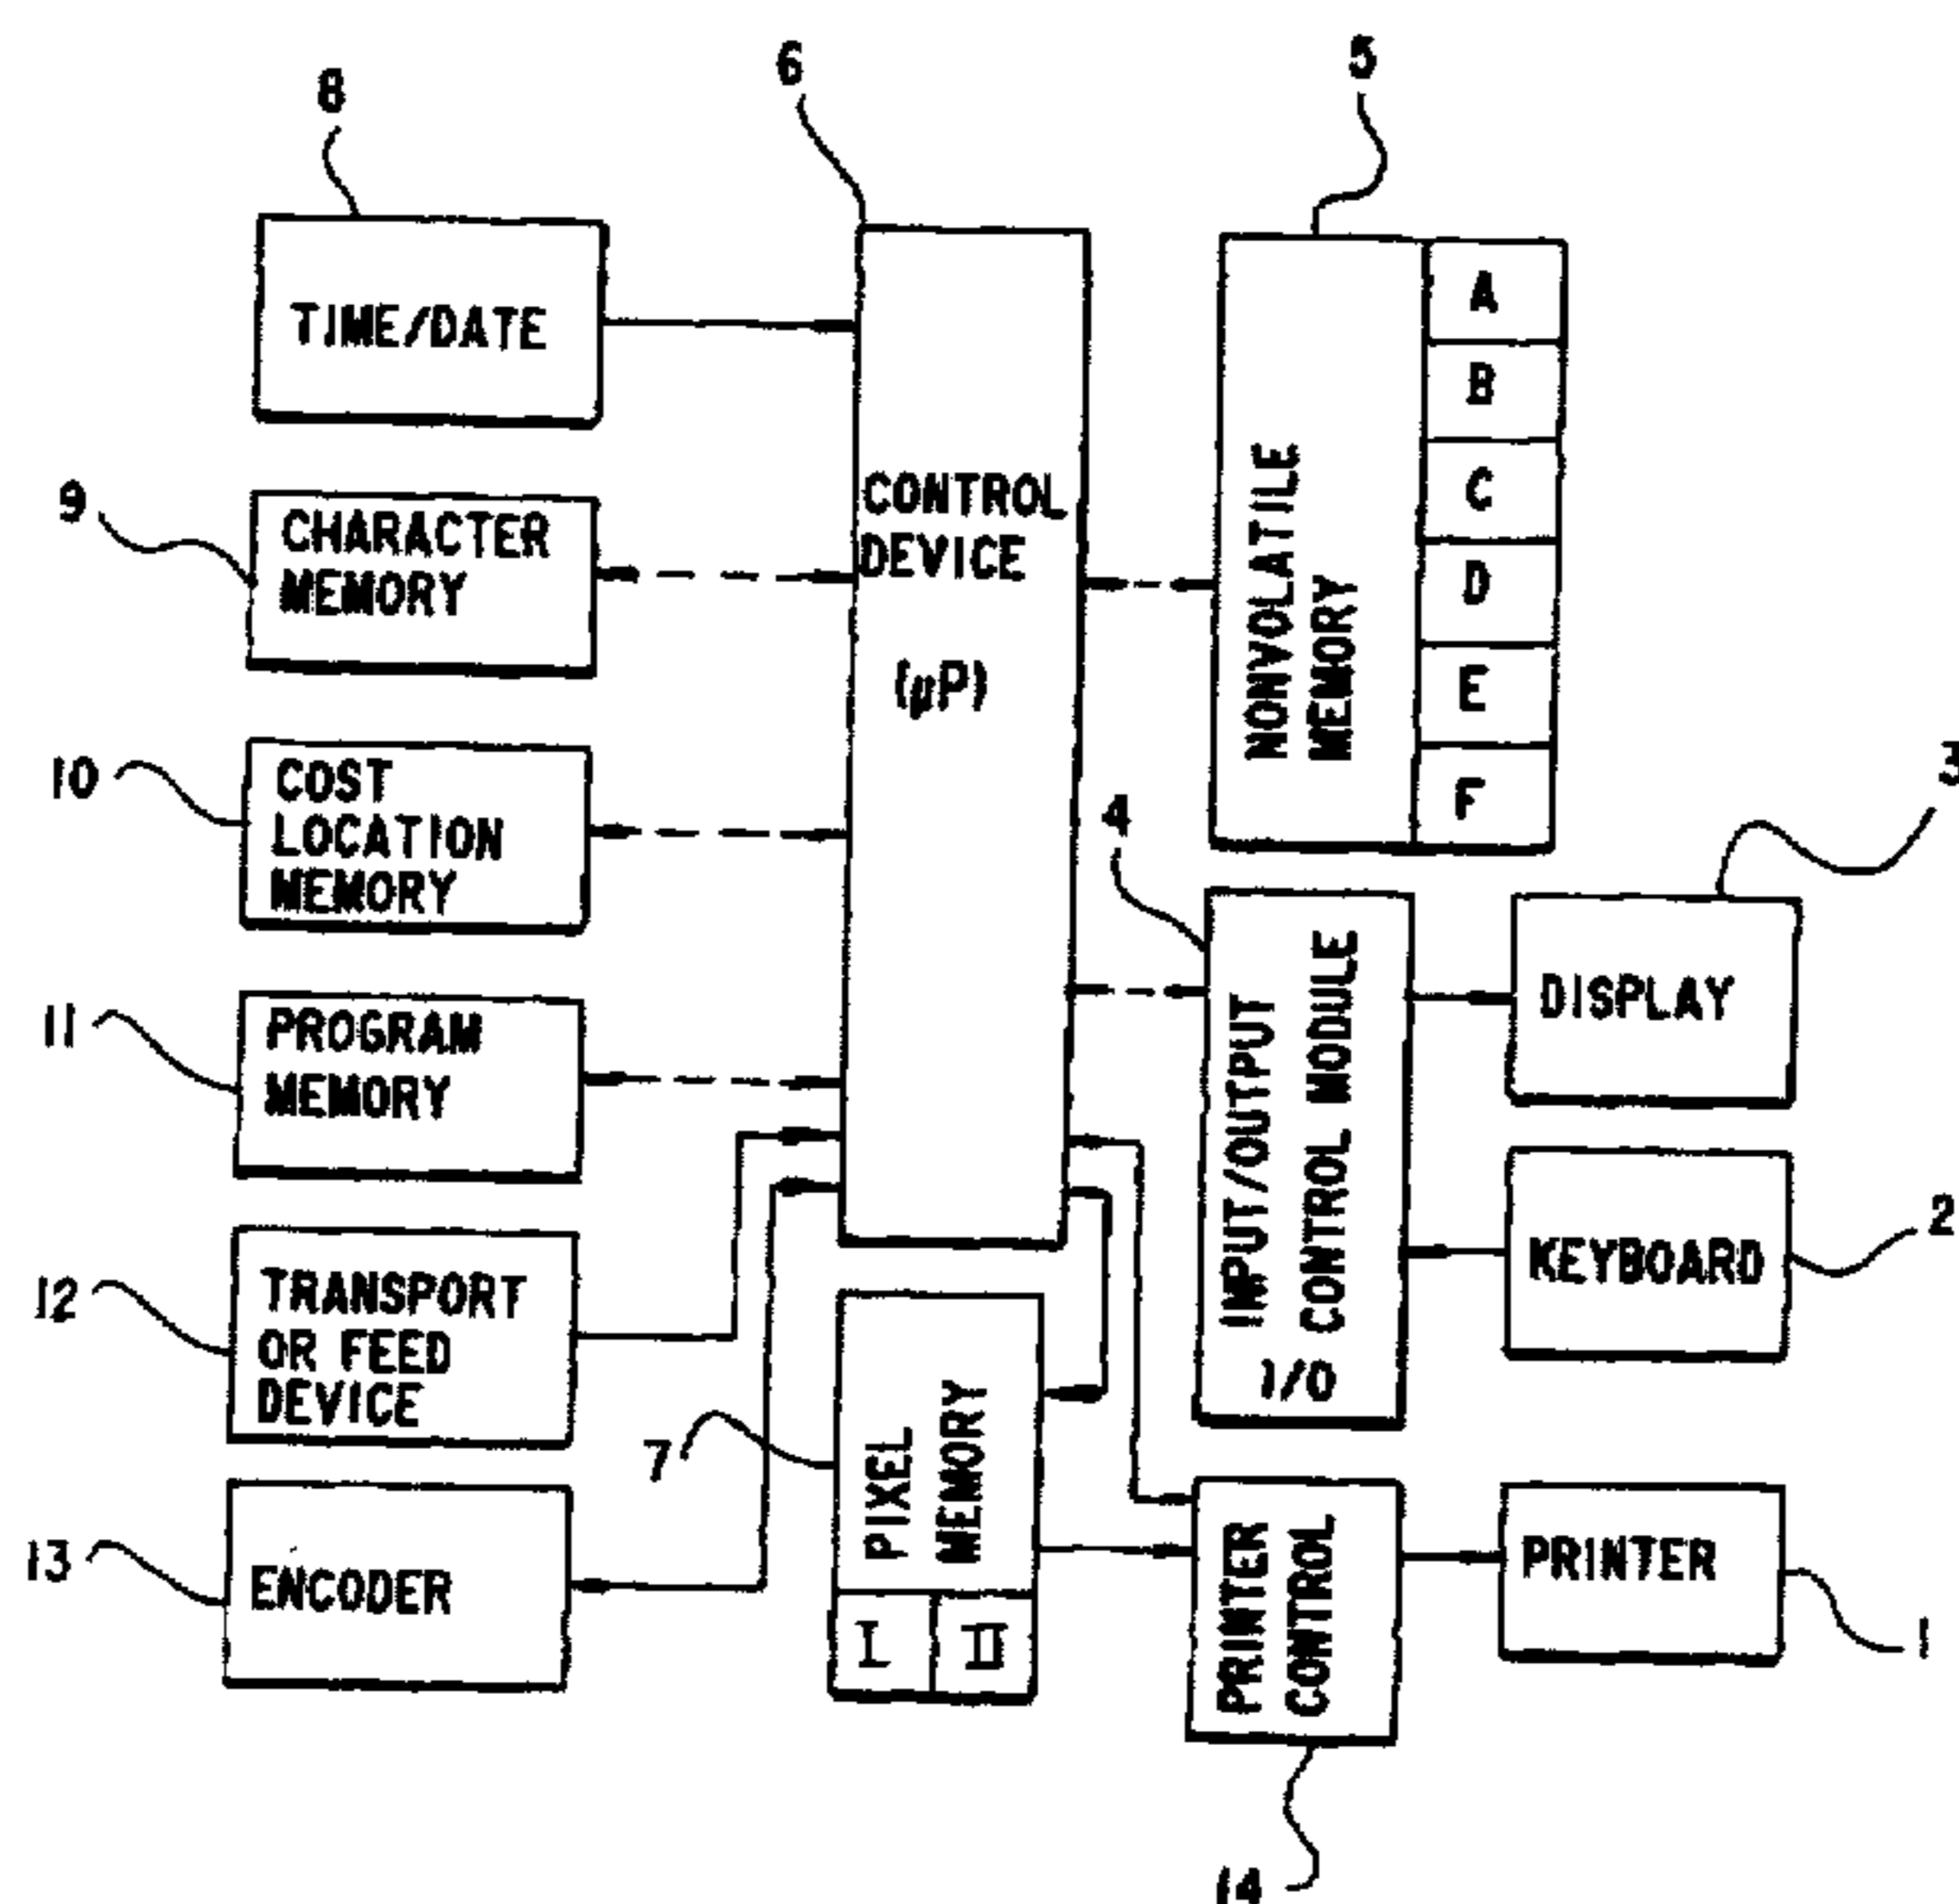 8
6
5
TIME/DATE
9
CHARACTER
MEMORY
10
COST
LOCATION
MEMORY
11
PROGRAM
MEMORY
12
TRANSPORT
OR FEED
DEVICE
13
ENCODER
CONTROL
DEVICE
(µP)
7
PIXEL
MEMORY
I
II
NONVOLATILE
MEMORY
A
B
C
D
E
F
4
INPUT/OUTPUT
CONTROL MODULE
I/O
3
DISPLAY
KEYBOARD
2
PRINTER
CONTROL
PRINTER
1
14